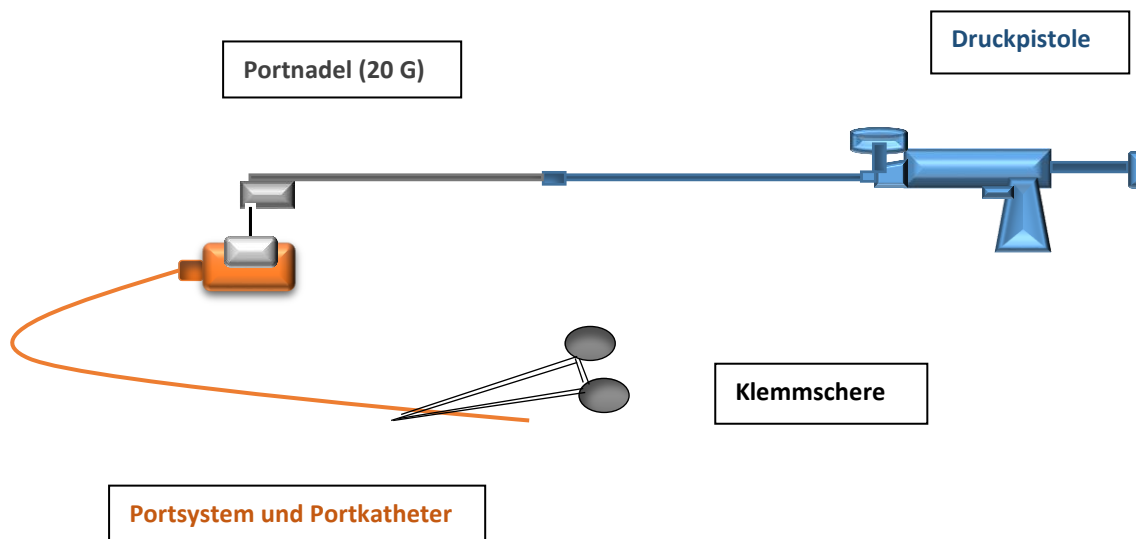 Druckpistole
Portnadel (20 G)
Klemmschere
Portsystem und Portkatheter